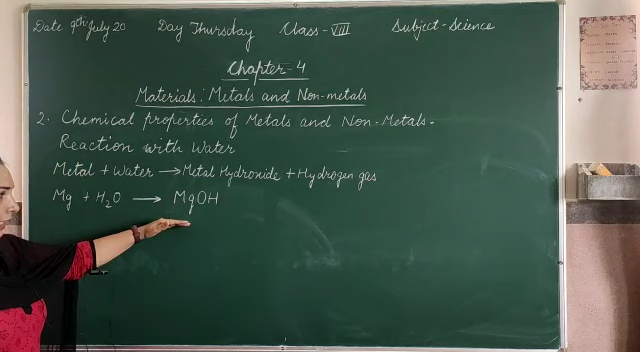 Date 9th July 20 Day Thursday Class-VIII Subject-Science
Chapter-4
Materials: Metals and Non-metals
2. Chemical properties of Metals and Non-Metals-
Reaction with Water
Metal + Water → Metal Hydroxide + Hydrogen gas
Mg + H₂O → MgOH